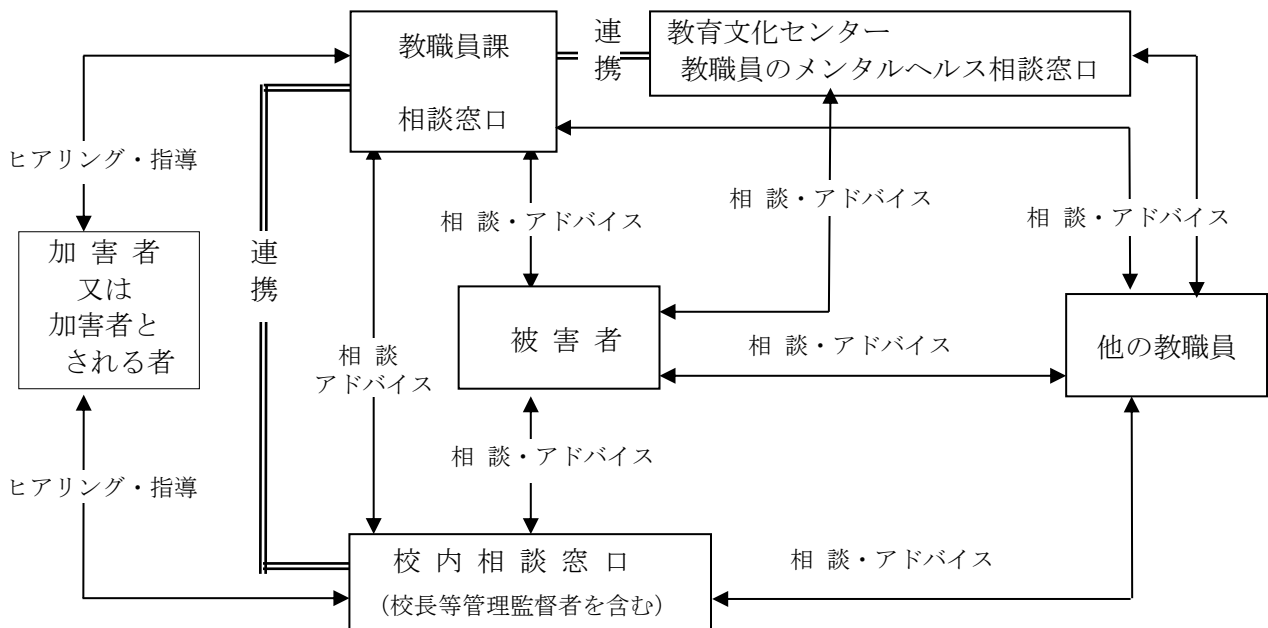 教職員課
相談窓口
連
携
教育文化センター
教職員のメンタルヘルス相談窓口
ヒアリング・指導
相 談・アドバイス
相 談・アドバイス
相 談・アドバイス
加 害 者
又は
加害者と
される者
連
携
被 害 者
相 談・アドバイス
他の教職員
相 談
アドバイス
相 談・アドバイス
ヒアリング・指導
校 内 相 談 窓 口
(校長等管理監督者を含む)
相 談・アドバイス